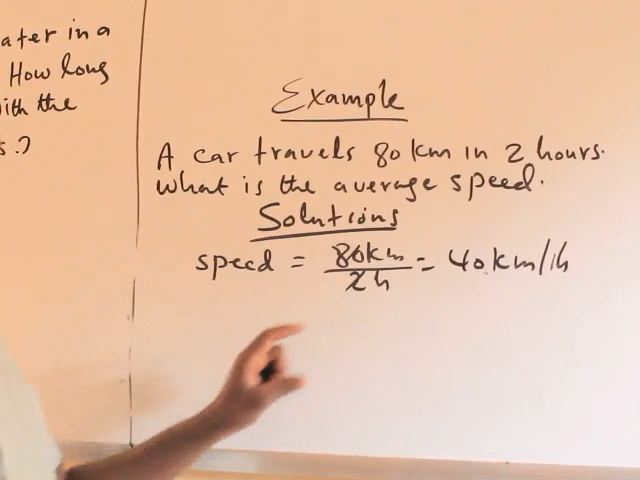 ater in a
How long
ith the
s.?
Example
A car travels 80 km in 2 hours.
What is the average speed.
Solutions
speed = 80km/2h = 40km/1h